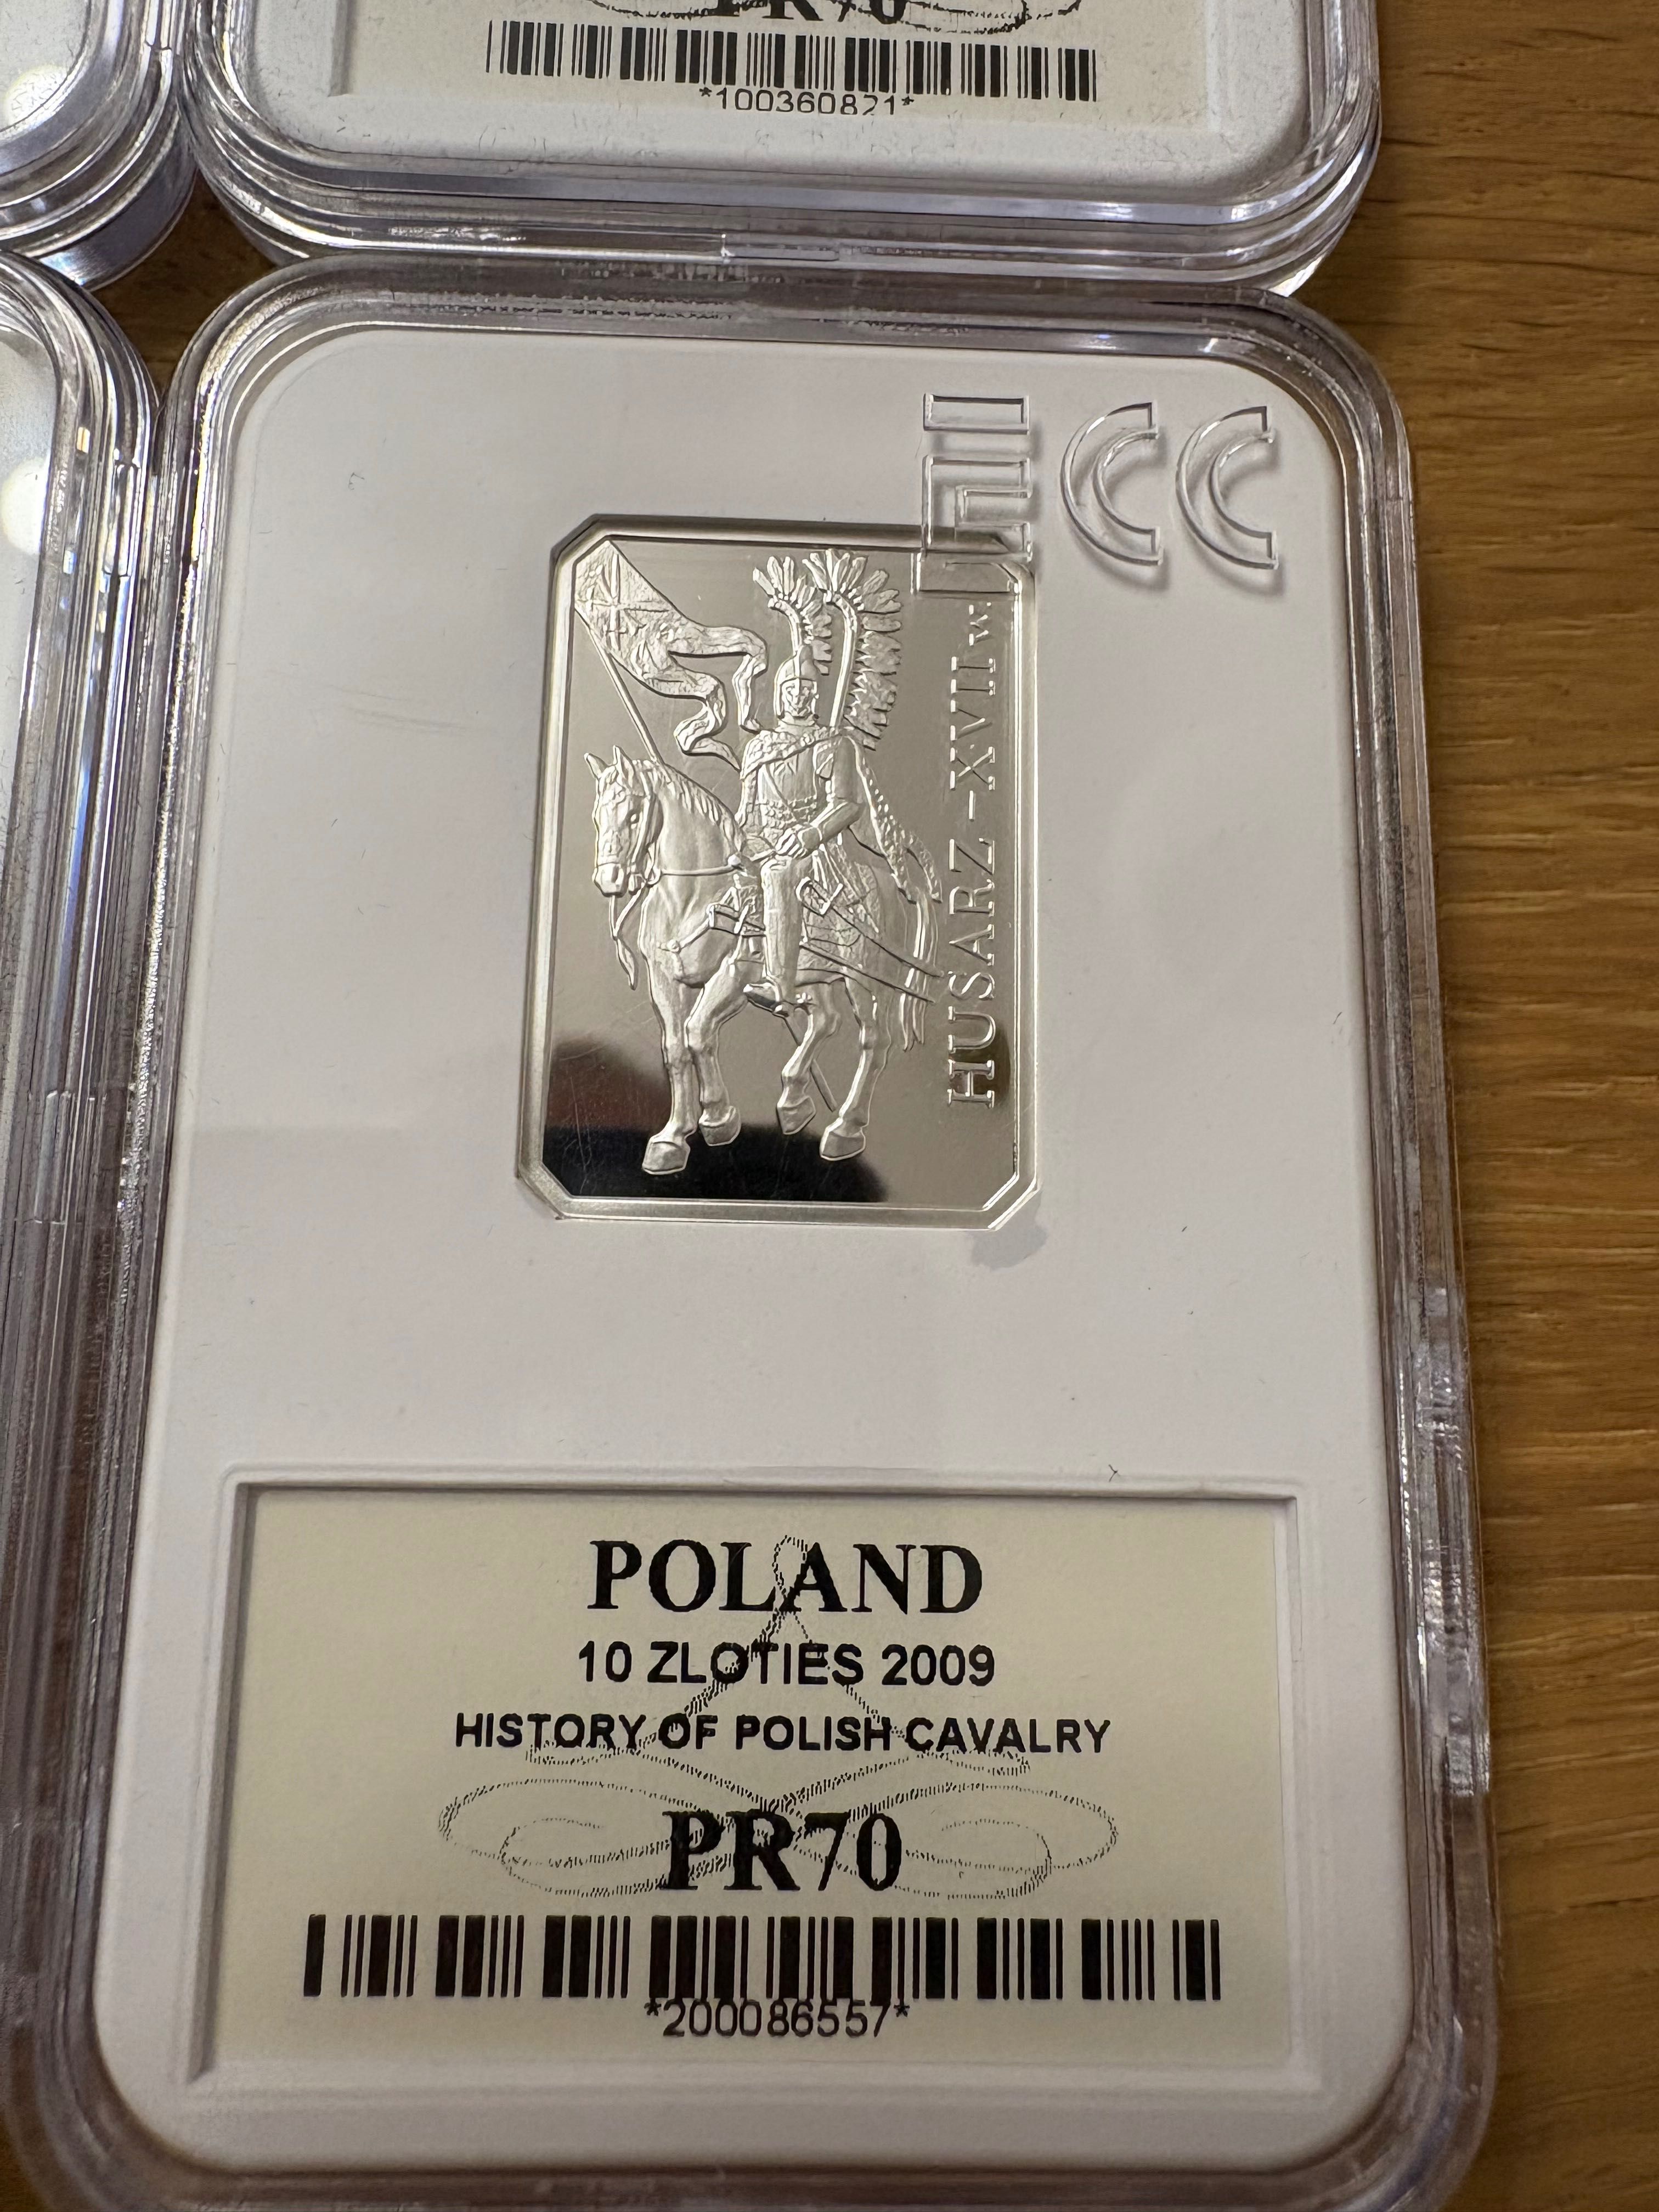 PR70
*100360821*
ECC
HUSARZ - XVII w.
POLAND
10 ZLOTIES 2009
HISTORY OF POLISH CAVALRY
PR70
*200086557*